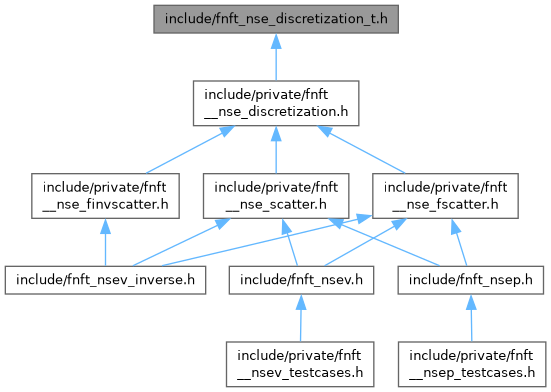 include/fnft_nse_discretization_t.h
include/private/fnft
__nse_discretization.h
include/private/fnft
__nse_finvscatter.h
include/private/fnft
__nse_scatter.h
include/private/fnft
__nse_fscatter.h
include/fnft_nsev_inverse.h
include/fnft_nsev.h
include/fnft_nsep.h
include/private/fnft
__nsev_testcases.h
include/private/fnft
__nsep_testcases.h